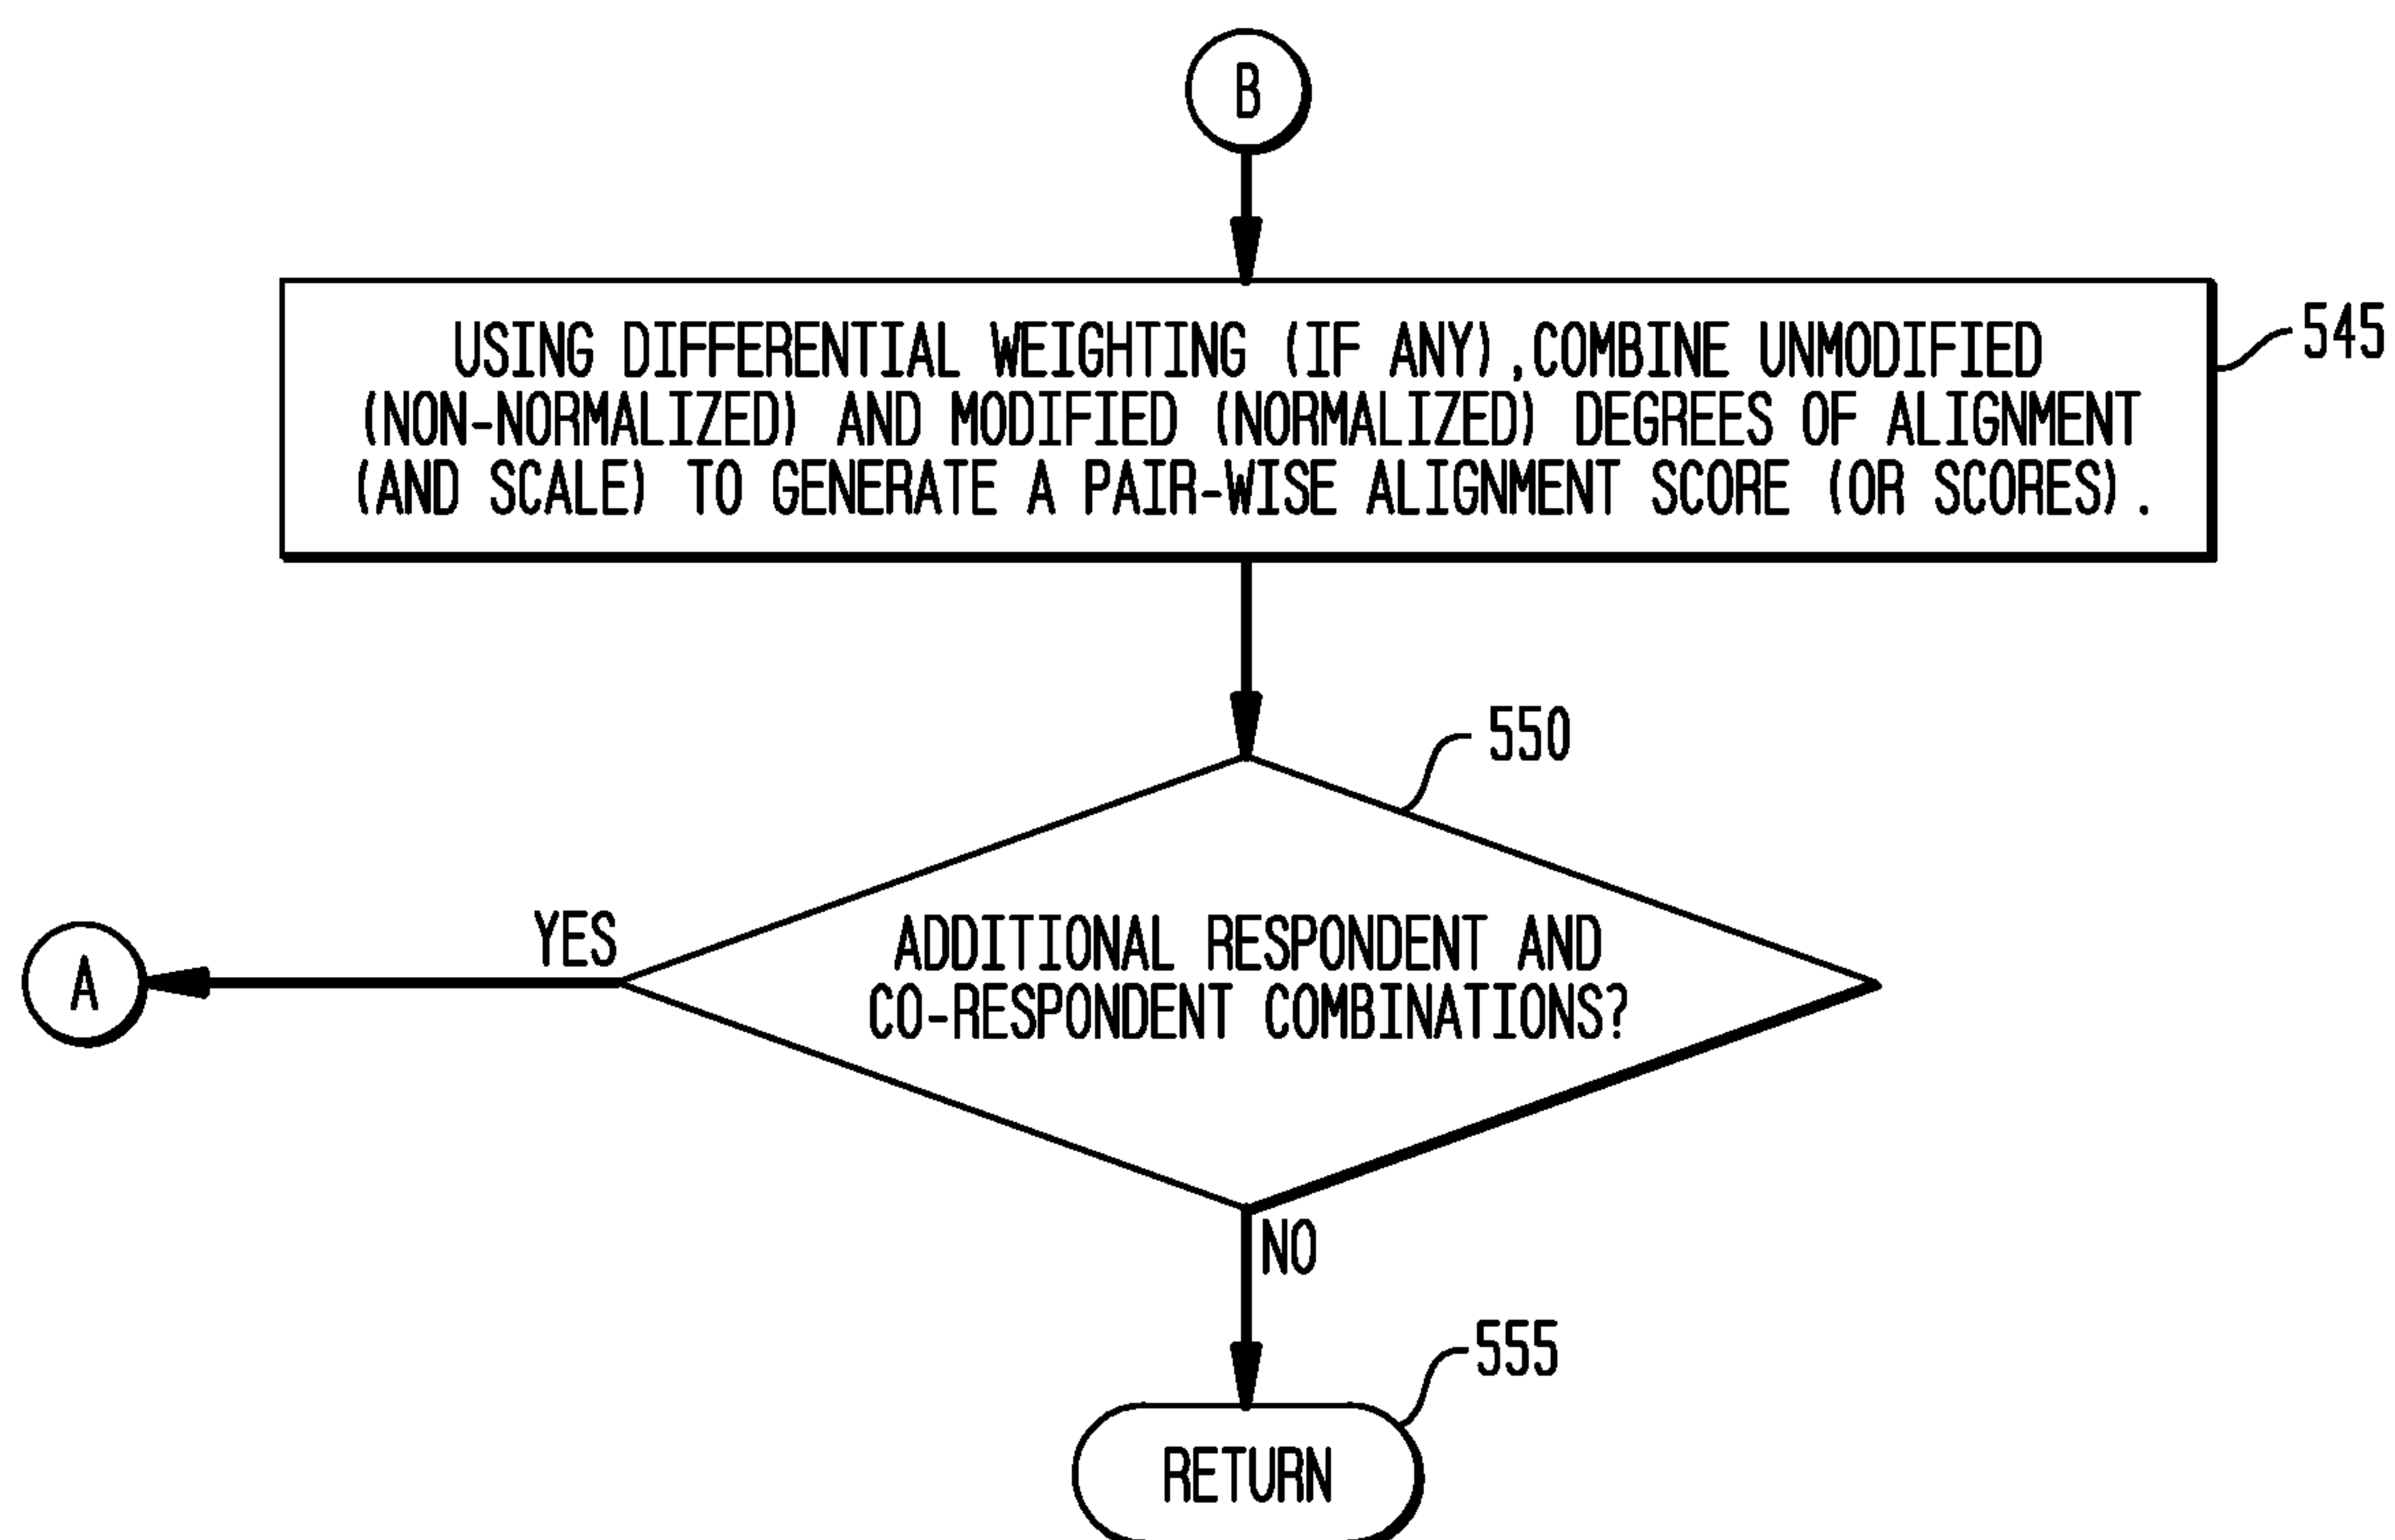 B
USING DIFFERENTIAL WEIGHTING (IF ANY),COMBINE UNMODIFIED
(NON-NORMALIZED) AND MODIFIED (NORMALIZED) DEGREES OF ALIGNMENT
(AND SCALE) TO GENERATE A PAIR-WISE ALIGNMENT SCORE (OR SCORES).
545
550
YES
A
ADDITIONAL RESPONDENT AND
CO-RESPONDENT COMBINATIONS?
NO
555
RETURN